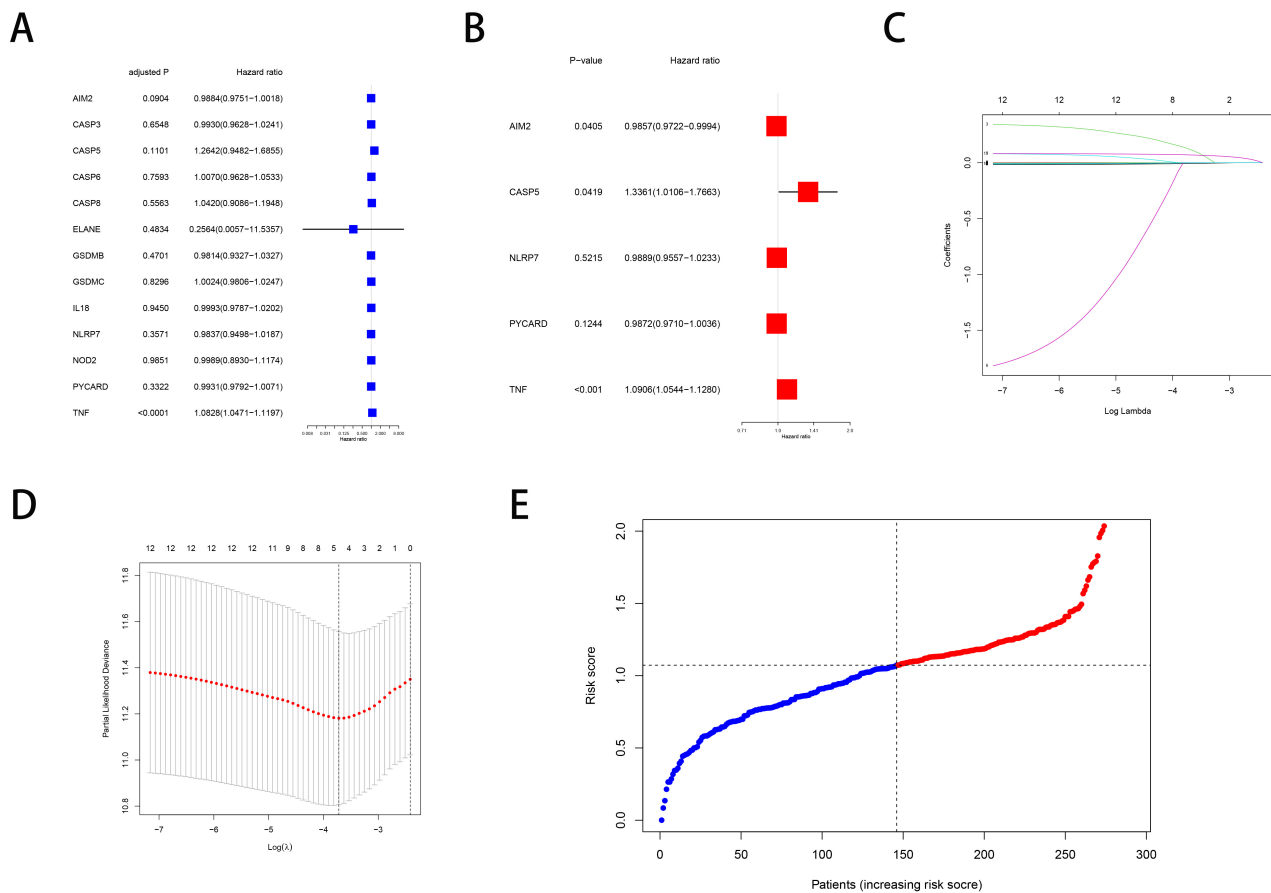 A
adjusted P Hazard ratio
AIM2 0.0904 0.9884(0.9751−1.0018)
CASP3 0.6548 0.9930(0.9628−1.0241)
CASP5 0.1101 1.2642(0.9482−1.6855)
CASP6 0.7593 1.0070(0.9628−1.0533)
CASP8 0.5563 1.0420(0.9086−1.1948)
ELANE 0.4834 0.2564(0.0057−11.5357)
GSDMB 0.4701 0.9814(0.9327−1.0327)
GSDMC 0.8296 1.0024(0.9806−1.0247)
IL18 0.9450 0.9993(0.9787−1.0202)
NLRP7 0.3571 0.9837(0.9498−1.0187)
NOD2 0.9851 0.9989(0.8930−1.1174)
PYCARD 0.3322 0.9931(0.9792−1.0071)
TNF <0.0001 1.0828(1.0471−1.1197)
Hazard ratio
B
P−value Hazard ratio
AIM2 0.0405 0.9857(0.9722−0.9994)
CASP5 0.0419 1.3361(1.0106−1.7663)
NLRP7 0.5215 0.9889(0.9557−1.0233)
PYCARD 0.1244 0.9872(0.9710−1.0036)
TNF <0.001 1.0906(1.0544−1.1280)
0.71 1.0 1.41 2.0
Hazard ratio
C
12 12 12 8 2
0.0
−0.5
−1.0
−1.5
Coefficients
−7 −6 −5 −4 −3
Log Lambda
D
12 12 12 12 12 12 11 9 8 8 5 4 3 2 1 0
11.8
11.6
11.4
11.2
11.0
10.8
Partial Likelihood Deviance
−7 −6 −5 −4 −3
Log(λ)
E
2.0
1.5
1.0
0.5
0.0
Risk score
0 50 100 150 200 250 300
Patients (increasing risk socre)